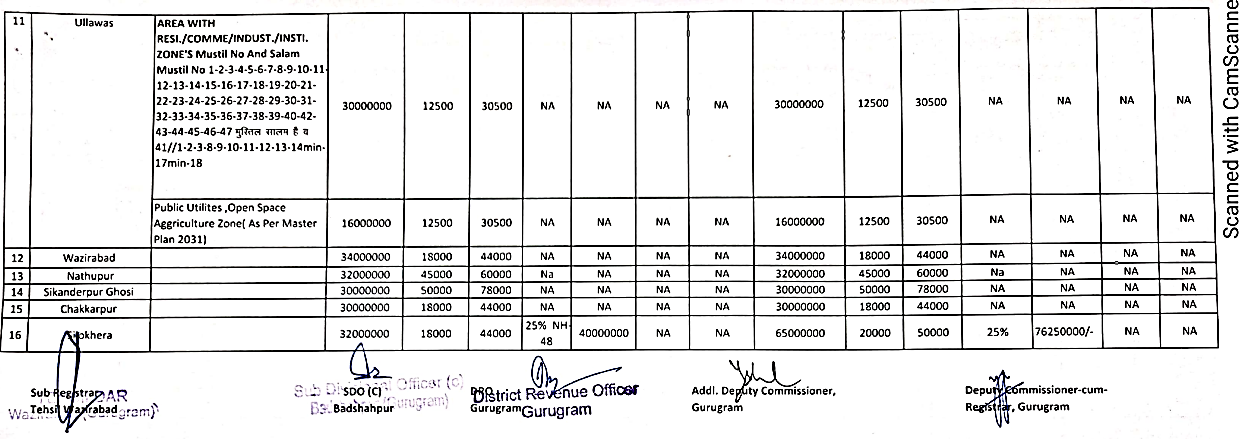 11 Ullawas AREA WITH
RESI./COMME/INDUST./INSTI.
ZONE'S Mustil No And Salam
Mustil No 1-2-3-4-5-6-7-8-9-10-11-
12-13-14-15-16-17-18-19-20-21-
22-23-24-25-26-27-28-29-30-31- 30000000 12500 30500 NA NA NA NA 30000000 12500 30500 NA NA NA NA
32-33-34-35-36-37-38-39-40-42-
43-44-45-46-47 मुस्तिल सालम है व
41//1-2-3-8-9-10-11-12-13-14min-
17min-18
Public Utilites ,Open Space
Aggriculture Zone( As Per Master 16000000 12500 30500 NA NA NA NA 16000000 12500 30500 NA NA NA NA
Plan 2031)
12 Wazirabad 34000000 18000 44000 NA NA NA NA 34000000 18000 44000 NA NA NA NA
13 Nathupur 32000000 45000 60000 Na NA NA NA 32000000 45000 60000 Na NA NA NA
14 Sikanderpur Ghosi 30000000 50000 78000 NA NA NA NA 30000000 50000 78000 NA NA NA NA
15 Chakkarpur 30000000 18000 44000 NA NA NA NA 30000000 18000 44000 NA NA NA NA
16 Silokhera 32000000 18000 44000 25% NH-
48 40000000 NA NA 65000000 20000 50000 25% 76250000/- NA NA
Sub Registrar
Tehsil Wazirabad
SDO (C)
Badshahpur
DRO
Gurugram
District Revenue Officer
Gurugram
Addl. Deputy Commissioner,
Gurugram
Deputy Commissioner-cum-
Registrar, Gurugram
Scanned with CamScanne